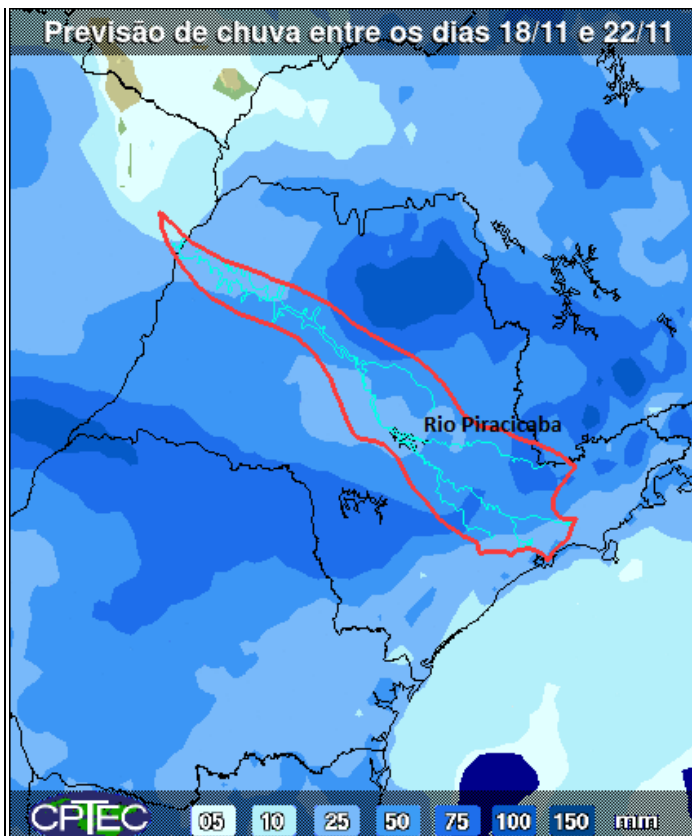 Previsão de chuva entre os dias 18/11 e 22/11
Rio Piracicaba
CPTEC 05 10 25 50 75 100 150